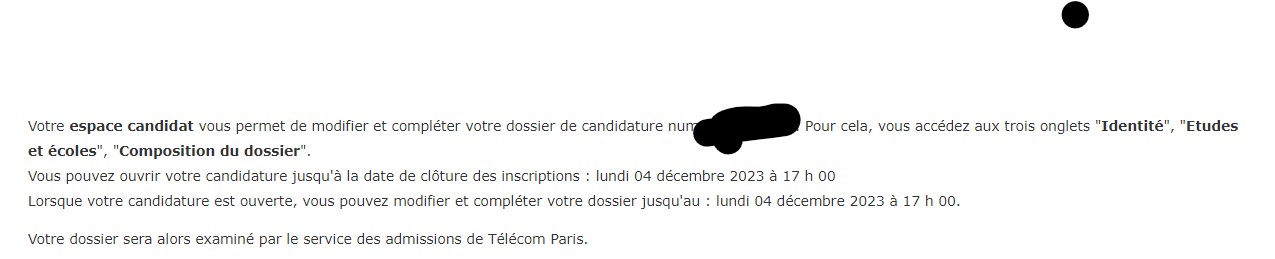 Votre espace candidat vous permet de modifier et compléter votre dossier de candidature Pour cela, vous accédez aux trois onglets "Identité", "Etudes
et écoles", "Composition du dossier".
Vous pouvez ouvrir votre candidature jusqu'à la date de clôture des inscriptions : lundi 04 décembre 2023 à 17 h 00
Lorsque votre candidature est ouverte, vous pouvez modifier et compléter votre dossier jusqu'au : lundi 04 décembre 2023 à 17 h 00.
Votre dossier sera alors examiné par le service des admissions de Télécom Paris.